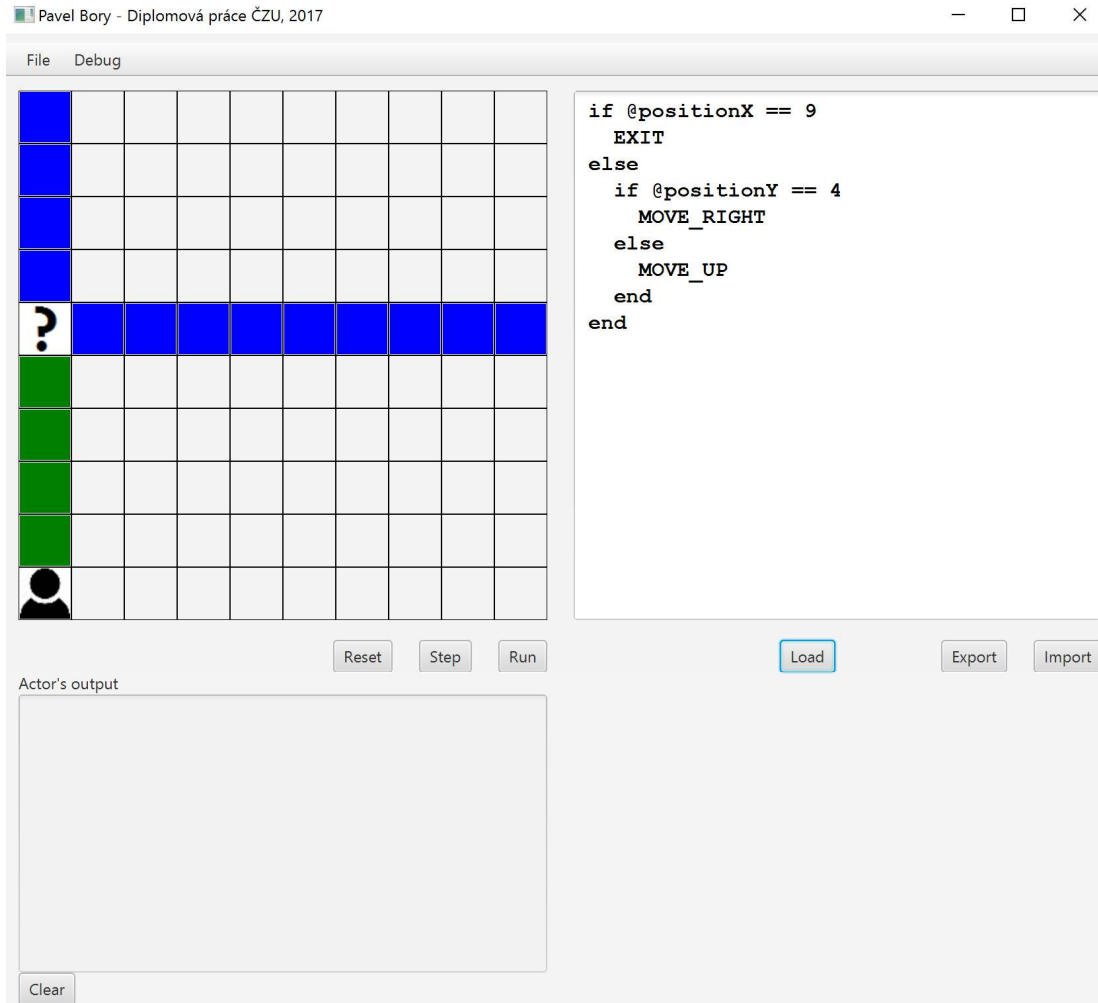 Pavel Bory - Diplomová práce ČZU, 2017
File Debug
?
if @positionX == 9
  EXIT
else
  if @positionY == 4
    MOVE_RIGHT
  else
    MOVE_UP
  end
end
Reset Step Run
Load Export Import
Actor's output
Clear